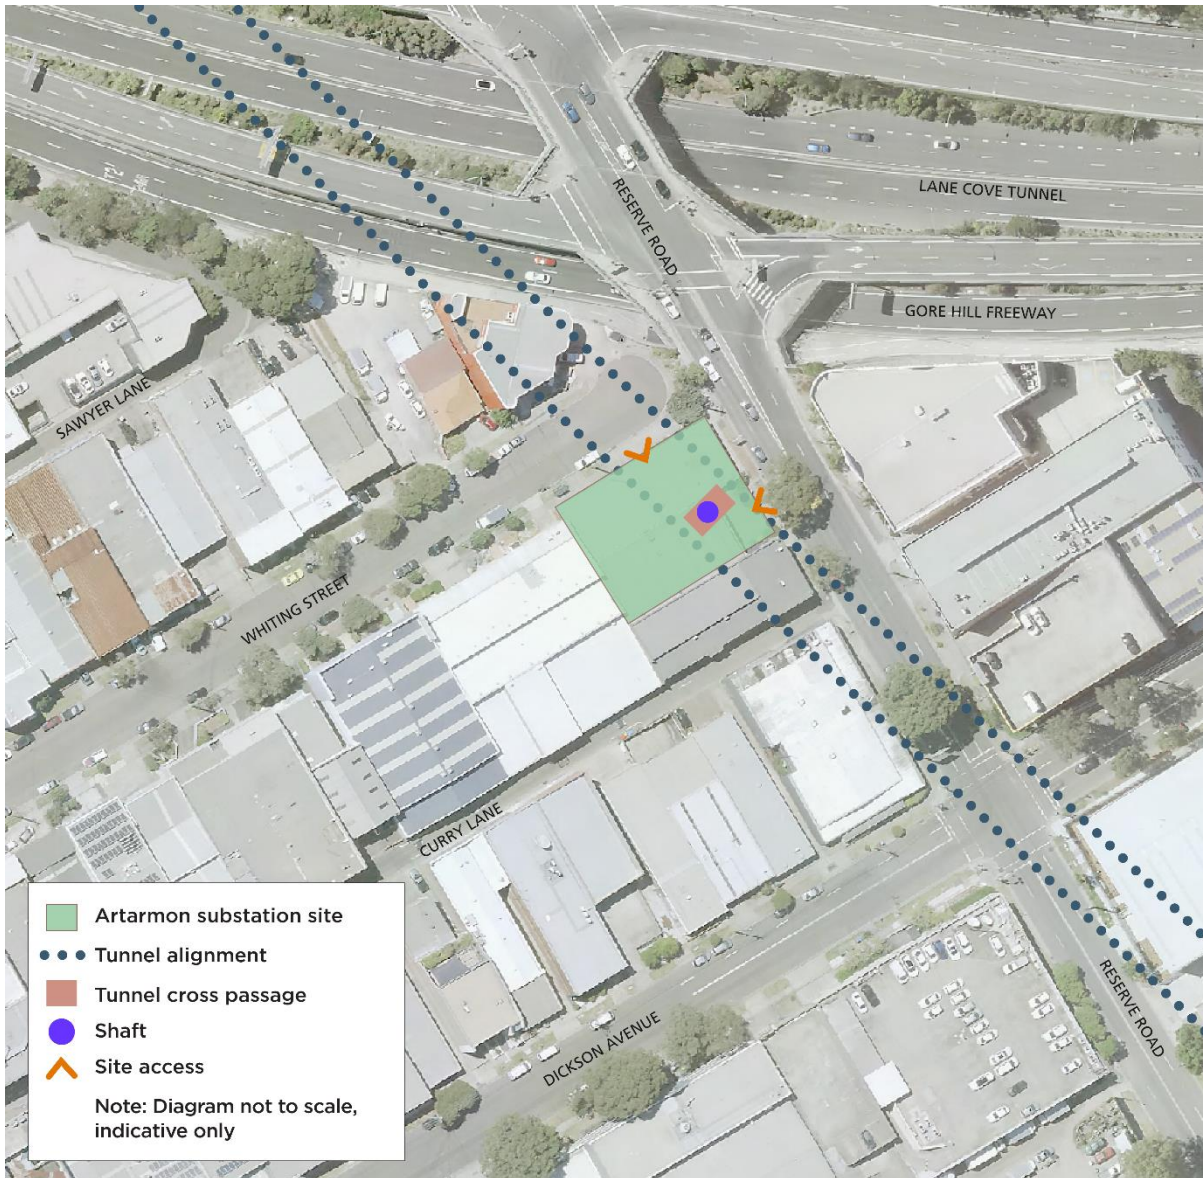 LANE COVE TUNNEL
RESERVE ROAD
GORE HILL FREEWAY
SAWYER LANE
WHITING STREET
CURRY LANE
DICKSON AVENUE
RESERVE ROAD
Artarmon substation site
Tunnel alignment
Tunnel cross passage
Shaft
Site access
Note: Diagram not to scale,
indicative only